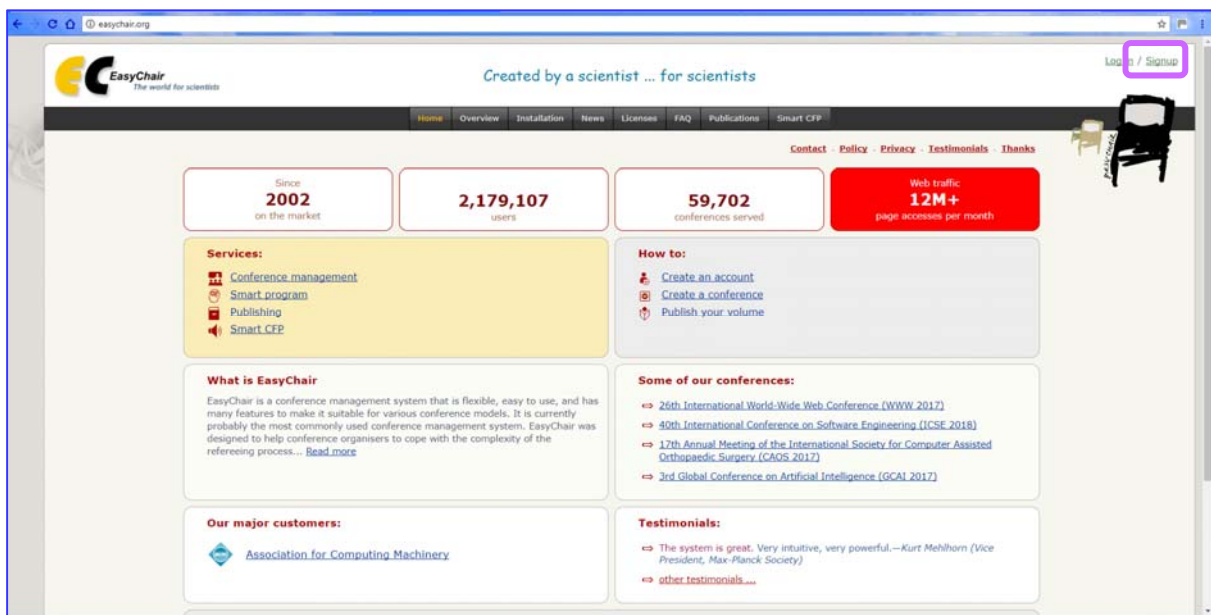 easychair.org
EasyChair
The world for scientists
Created by a scientist ... for scientists
Log in / Signup
Home Overview Installation News Licenses FAQ Publications Smart CFP
Contact · Policy · Privacy · Testimonials · Thanks
easychair
Since
2002
on the market
2,179,107
users
59,702
conferences served
Web traffic
12M+
page accesses per month
Services:
Conference management
Smart program
Publishing
Smart CFP
How to:
Create an account
Create a conference
Publish your volume
What is EasyChair
EasyChair is a conference management system that is flexible, easy to use, and has
many features to make it suitable for various conference models. It is currently
probably the most commonly used conference management system. EasyChair was
designed to help conference organisers to cope with the complexity of the
refereeing process... Read more
Some of our conferences:
26th International World-Wide Web Conference (WWW 2017)
40th International Conference on Software Engineering (ICSE 2018)
17th Annual Meeting of the International Society for Computer Assisted
Orthopaedic Surgery (CAOS 2017)
3rd Global Conference on Artificial Intelligence (GCAI 2017)
Our major customers:
Association for Computing Machinery
Testimonials:
The system is great. Very intuitive, very powerful.—Kurt Mehlhorn (Vice
President, Max-Planck Society)
other testimonials ...